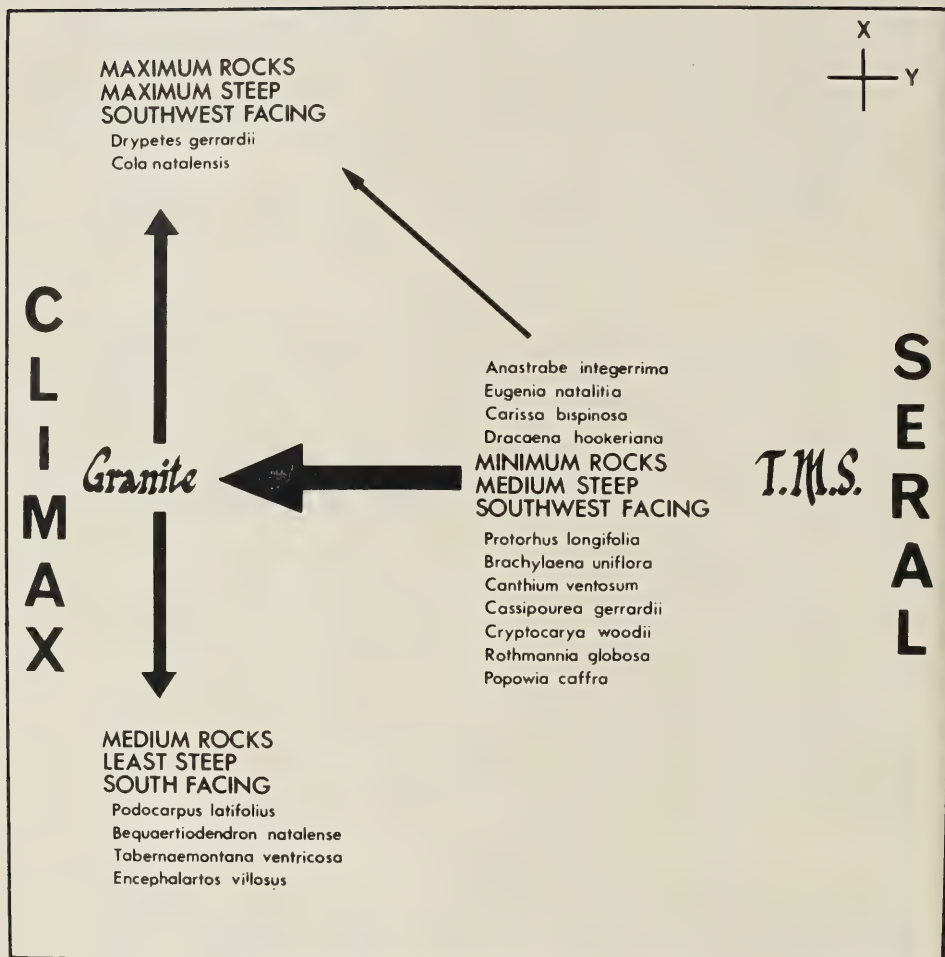 X
Y
MAXIMUM ROCKS
MAXIMUM STEEP
SOUTHWEST FACING
Drypetes gerrardii
Cola natalensis
CLIMAX
Granite
Anastrabe integerrima
Eugenia natalitia
Carissa bispinosa
Dracaena hookeriana
MINIMUM ROCKS
MEDIUM STEEP
SOUTHWEST FACING
Protorhus longifolia
Brachylaena uniflora
Canthium ventosum
Cassipourea gerrardii
Cryptocarya woodii
Rothmannia globosa
Popowia caffra
T.M.S.
SERAL
MEDIUM ROCKS
LEAST STEEP
SOUTH FACING
Podocarpus latifolius
Bequaertiodendron natalense
Tabernaemontana ventricosa
Encephalartos villosus